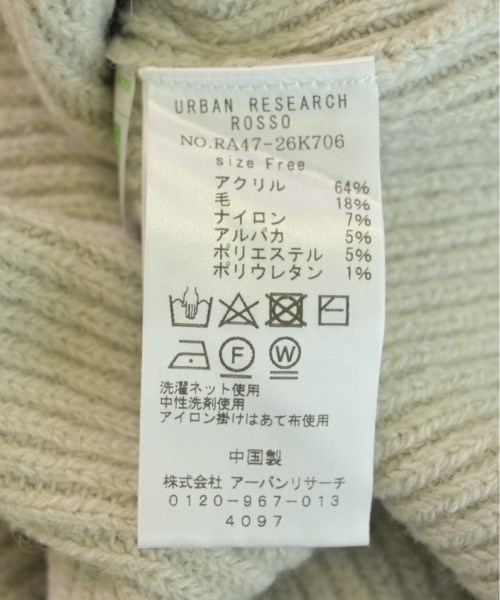 URBAN RESEARCH
ROSSO
NO.RA47-26K706
size Free
アクリル 64%
毛 18%
ナイロン 7%
アルパカ 5%
ポリエステル 5%
ポリウレタン 1%
F W
洗濯ネット使用
中性洗剤使用
アイロン掛けはあて布使用
中国製
株式会社 アーバンリサーチ
0120-967-013
4097